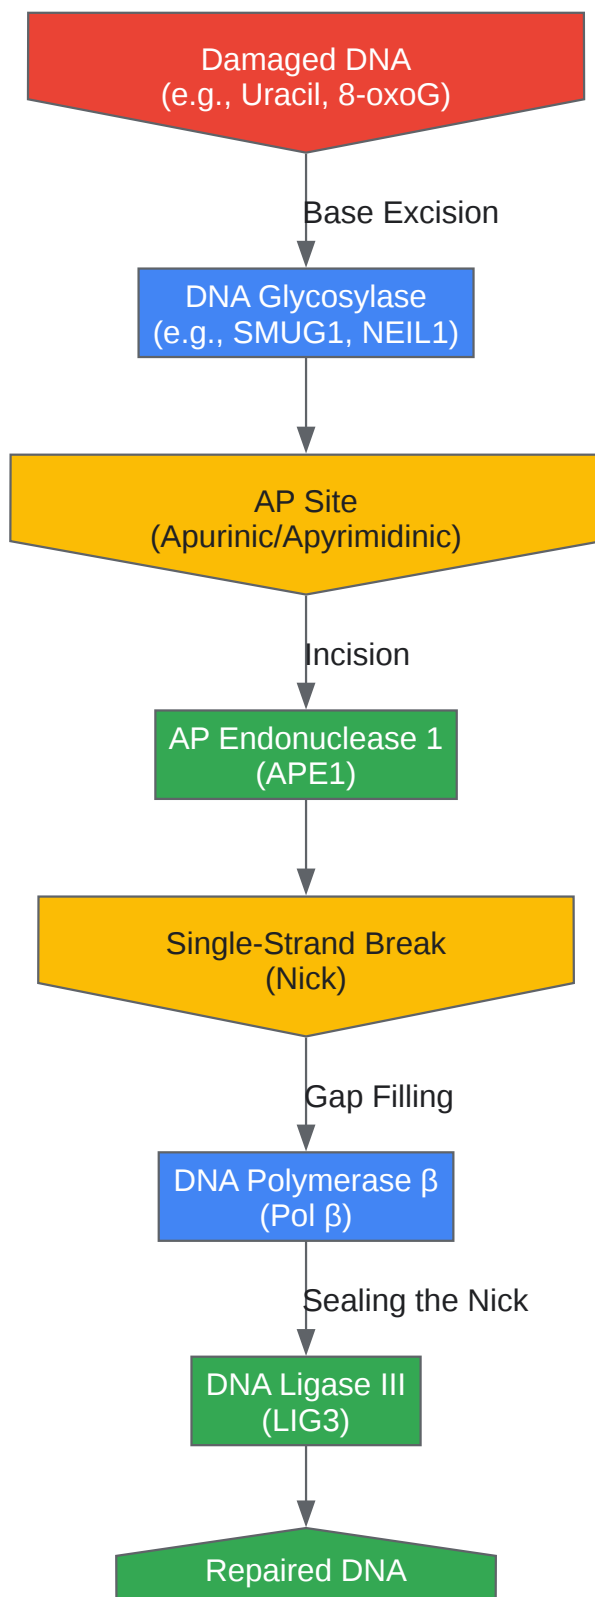 Damaged DNA
(e.g., Uracil, 8-oxoG)
Base Excision
DNA Glycosylase
(e.g., SMUG1, NEIL1)
AP Site
(Apurinic/Apyrimidinic)
Incision
AP Endonuclease 1
(APE1)
Single-Strand Break
(Nick)
Gap Filling
DNA Polymerase β
(Pol β)
Sealing the Nick
DNA Ligase III
(LIG3)
Repaired DNA